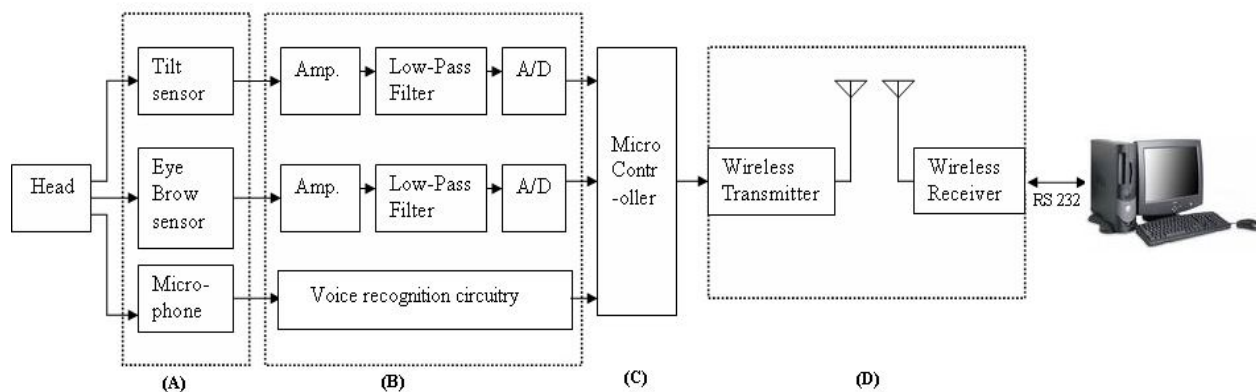 Head
Tilt
sensor
Eye
Brow
sensor
Micro-
phone
Amp.
Low-Pass
Filter
A/D
Amp.
Low-Pass
Filter
A/D
Voice recognition circuitry
Micro
Contr
-oller
Wireless
Transmitter
Wireless
Receiver
RS 232
(A)
(B)
(C)
(D)